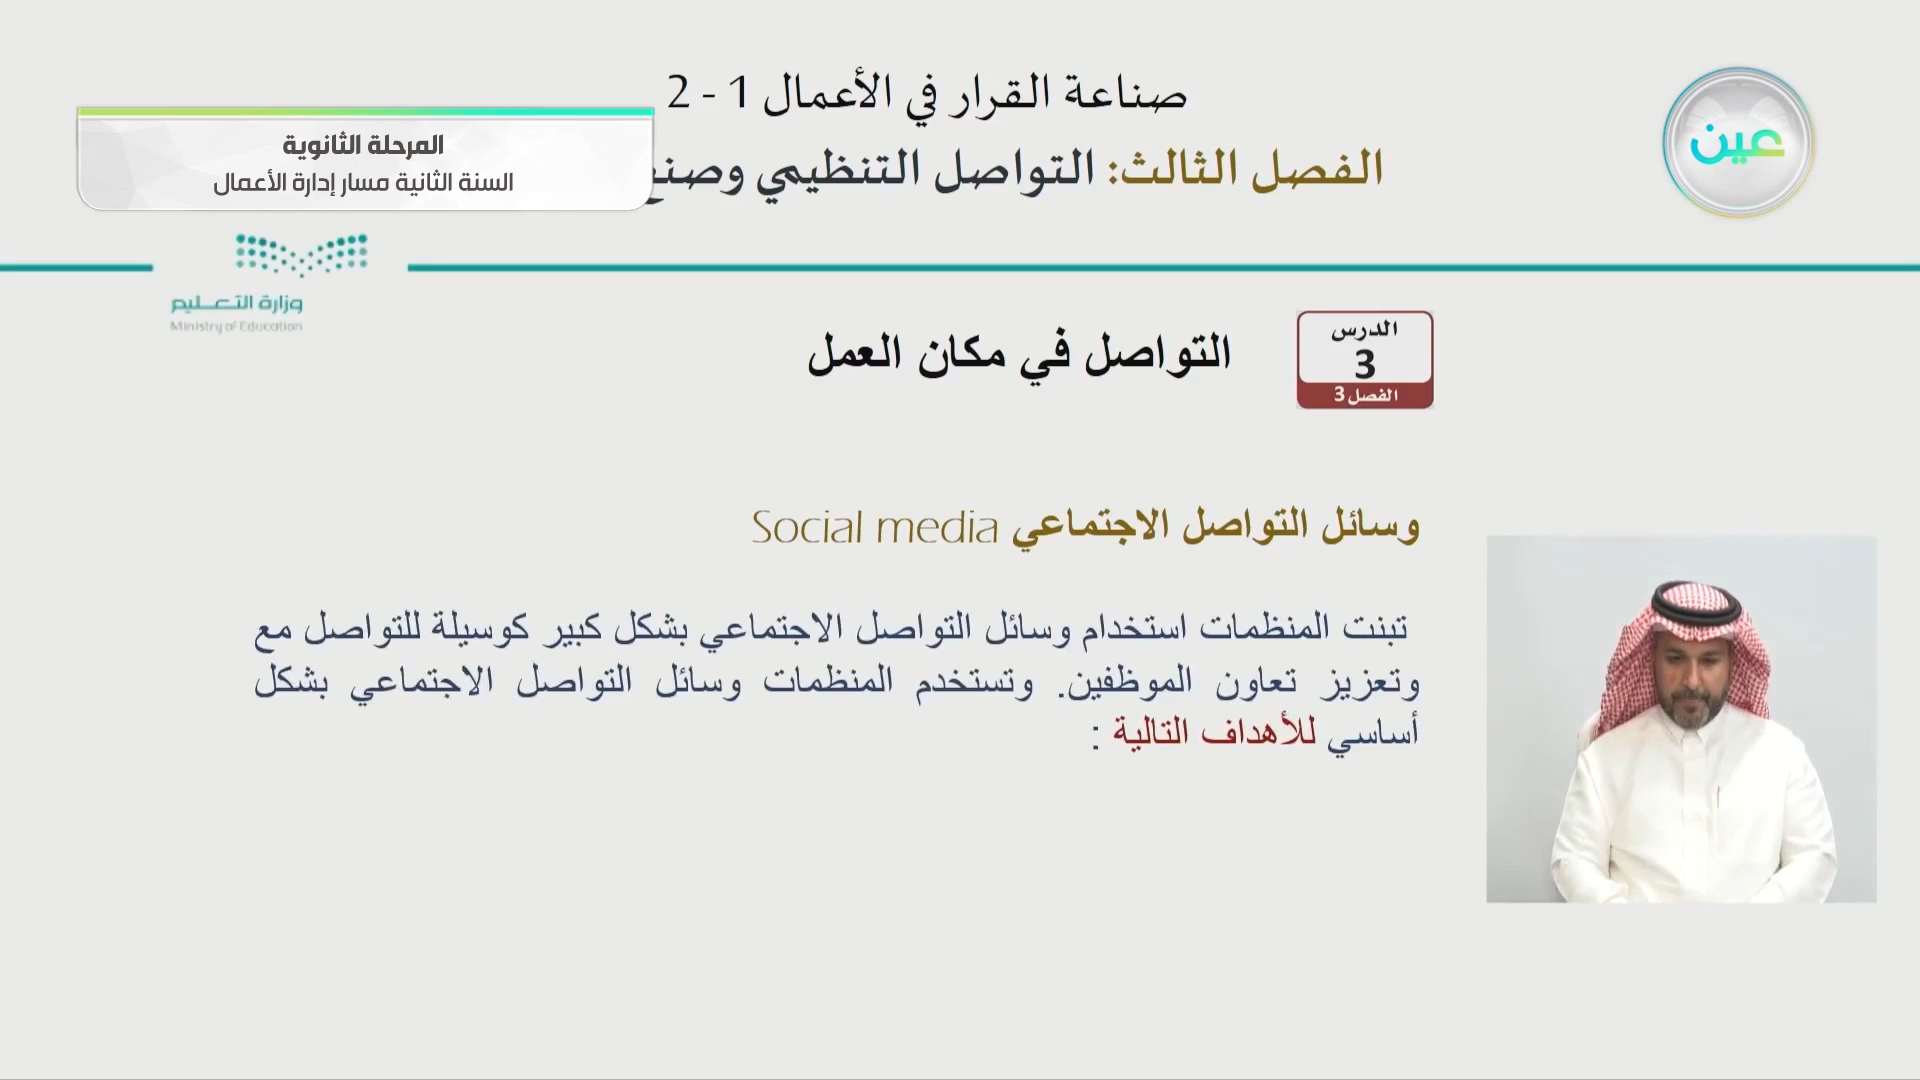 صناعة القرار في الأعمال 1 - 2
الفصل الثالث: التواصل التنظيمي
المرحلة الثانوية
السنة الثانية مسار إدارة الأعمال
عين
وزارة التعليم
Ministry of Education
الدرس
3
الفصل 3
التواصل في مكان العمل
وسائل التواصل الاجتماعي Social media
تبنت المنظمات استخدام وسائل التواصل الاجتماعي بشكل كبير كوسيلة للتواصل مع
وتعزيز تعاون الموظفين. وتستخدم المنظمات وسائل التواصل الاجتماعي بشكل
أساسي للأهداف التالية :